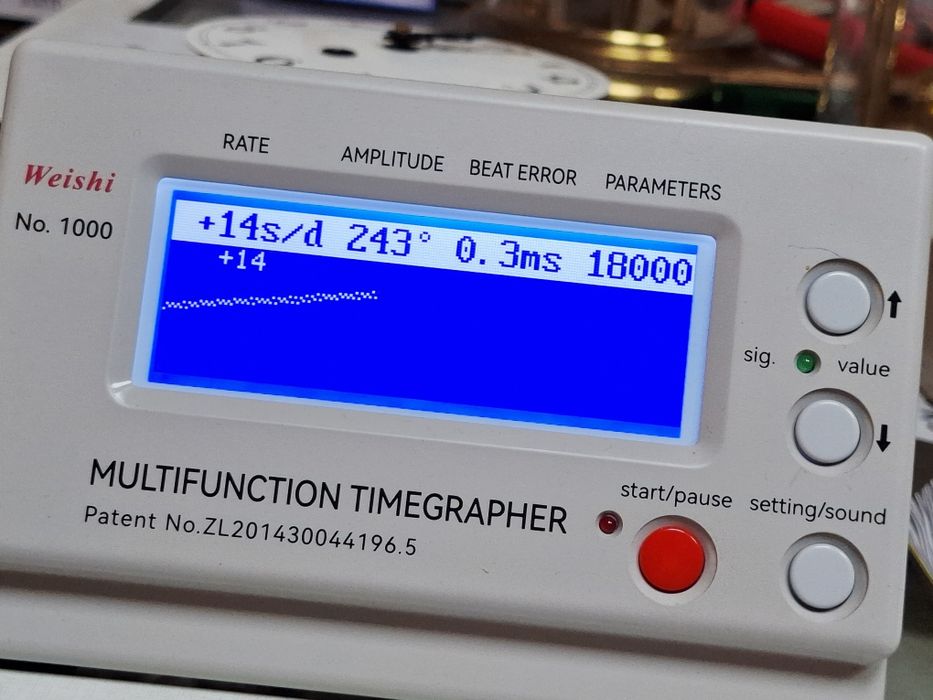 RATE AMPLITUDE BEAT ERROR PARAMETERS
Weishi
No. 1000
+14s/d 243° 0.3ms 18000
+14
sig. value
MULTIFUNCTION TIMEGRAPHER
Patent No.ZL201430044196.5
start/pause setting/sound